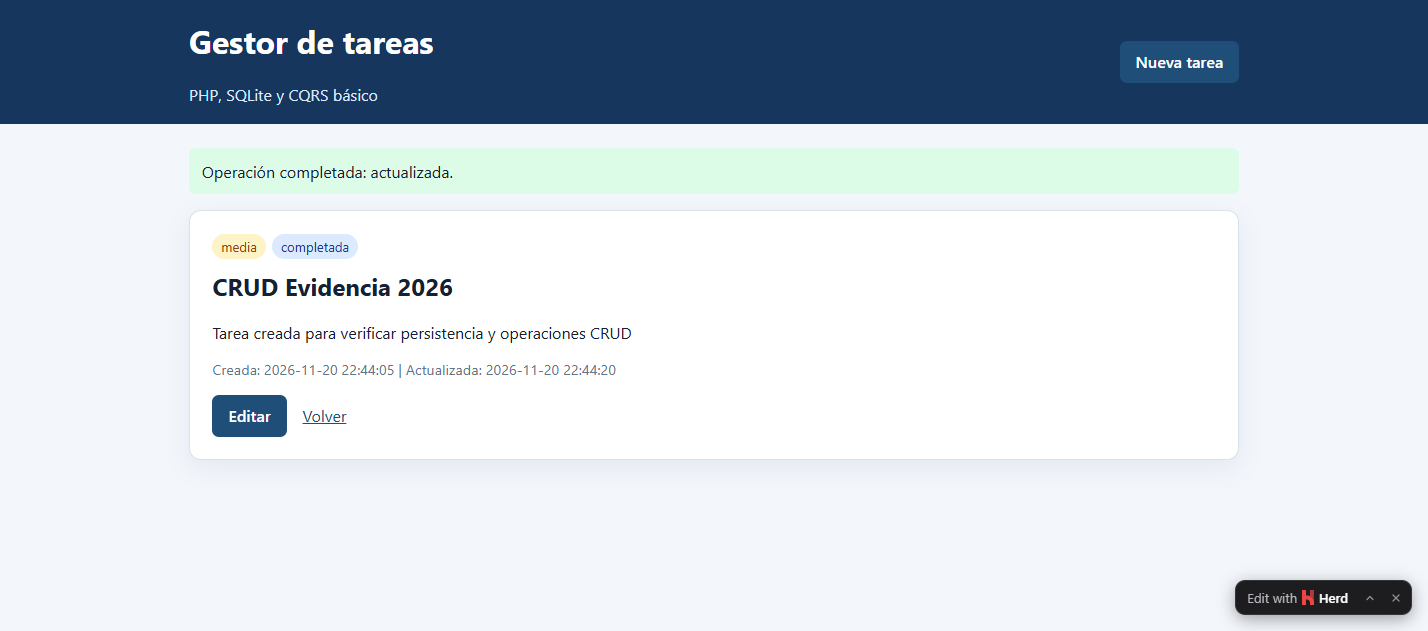 Gestor de tareas
Nueva tarea
PHP, SQLite y CQRS básico
Operación completada: actualizada.
media completada
CRUD Evidencia 2026
Tarea creada para verificar persistencia y operaciones CRUD
Creada: 2026-11-20 22:44:05 | Actualizada: 2026-11-20 22:44:20
Editar Volver
Edit with Herd